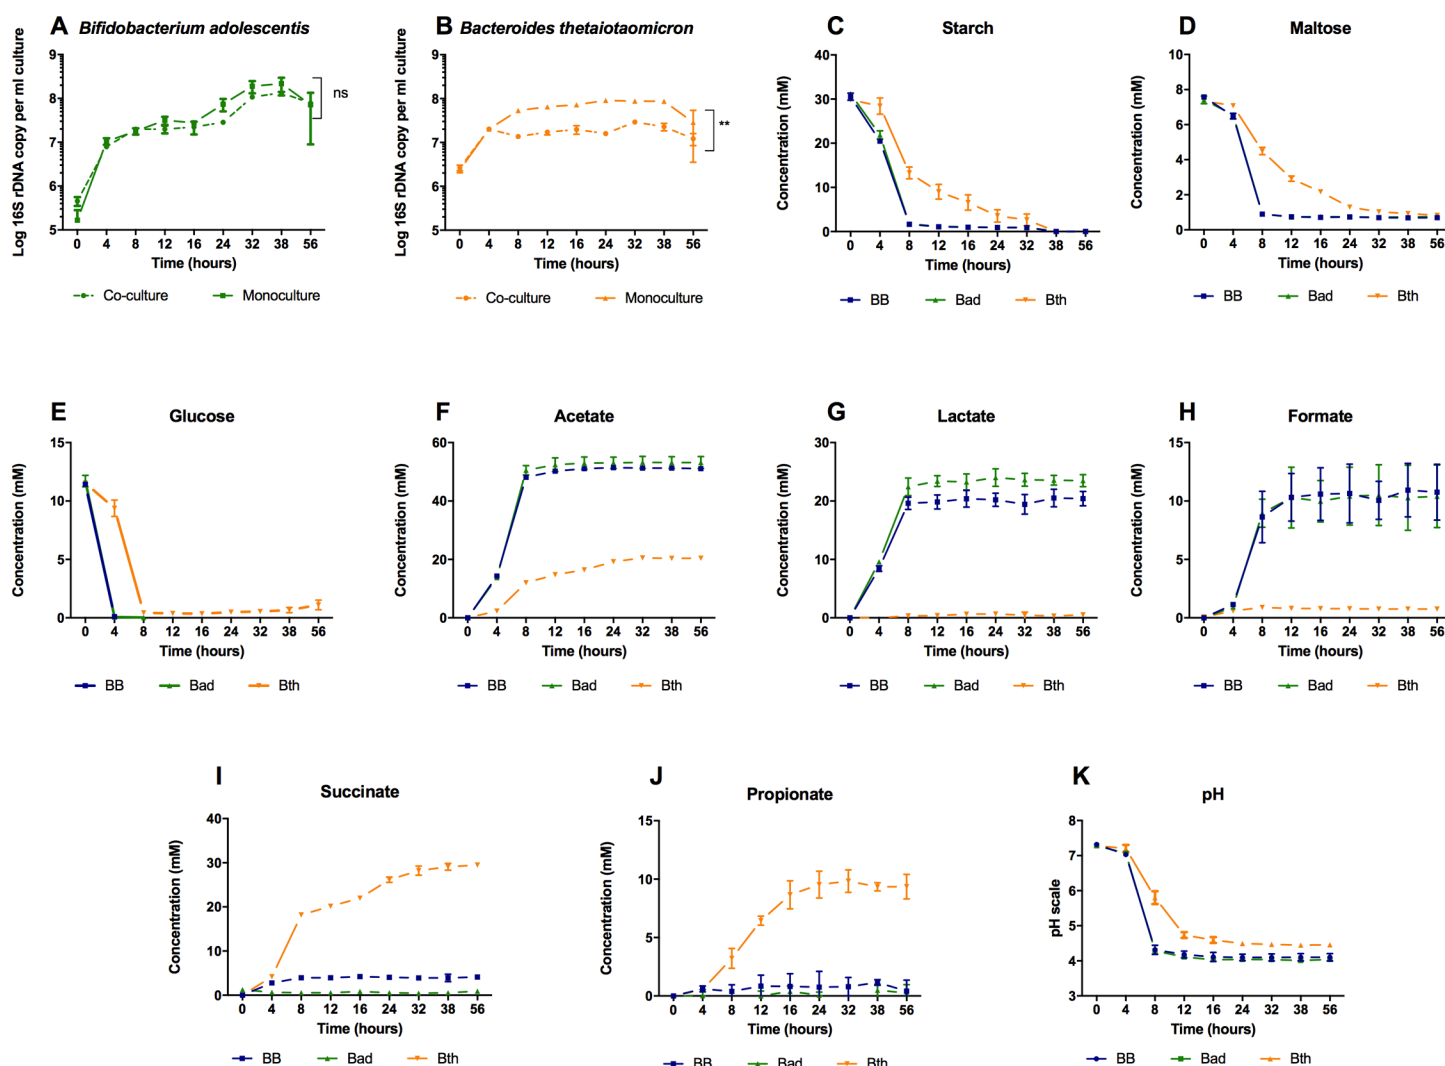 A Bifidobacterium adolescentis
Log 16S rDNA copy per ml culture
9
8
7
6
5
0 4 8 12 16 24 32 38 56
Time (hours)
ns
Co-culture Monoculture
B Bacteroides thetaiotaomicron
Log 16S rDNA copy per ml culture
9
8
7
6
5
0 4 8 12 16 24 32 38 56
Time (hours)
**
Co-culture Monoculture
C Starch
Concentration (mM)
40
30
20
10
0
0 4 8 12 16 24 32 38 56
Time (hours)
BB Bad Bth
D Maltose
Concentration (mM)
10
8
6
4
2
0
0 4 8 12 16 24 32 38 56
Time (hours)
BB Bad Bth
E Glucose
Concentration (mM)
15
10
5
0
0 4 8 12 16 24 32 38 56
Time (hours)
BB Bad Bth
F Acetate
Concentration (mM)
60
40
20
0
0 4 8 12 16 24 32 38 56
Time (hours)
BB Bad Bth
G Lactate
Concentration (mM)
30
20
10
0
0 4 8 12 16 24 32 38 56
Time (hours)
BB Bad Bth
H Formate
Concentration (mM)
15
10
5
0
0 4 8 12 16 24 32 38 56
Time (hours)
BB Bad Bth
I Succinate
Concentration (mM)
40
30
20
10
0
0 4 8 12 16 24 32 38 56
Time (hours)
BB Bad Bth
J Propionate
Concentration (mM)
15
10
5
0
0 4 8 12 16 24 32 38 56
Time (hours)
BB Bad Bth
K pH
pH scale
8
7
6
5
4
3
0 4 8 12 16 24 32 38 56
Time (hours)
BB Bad Bth